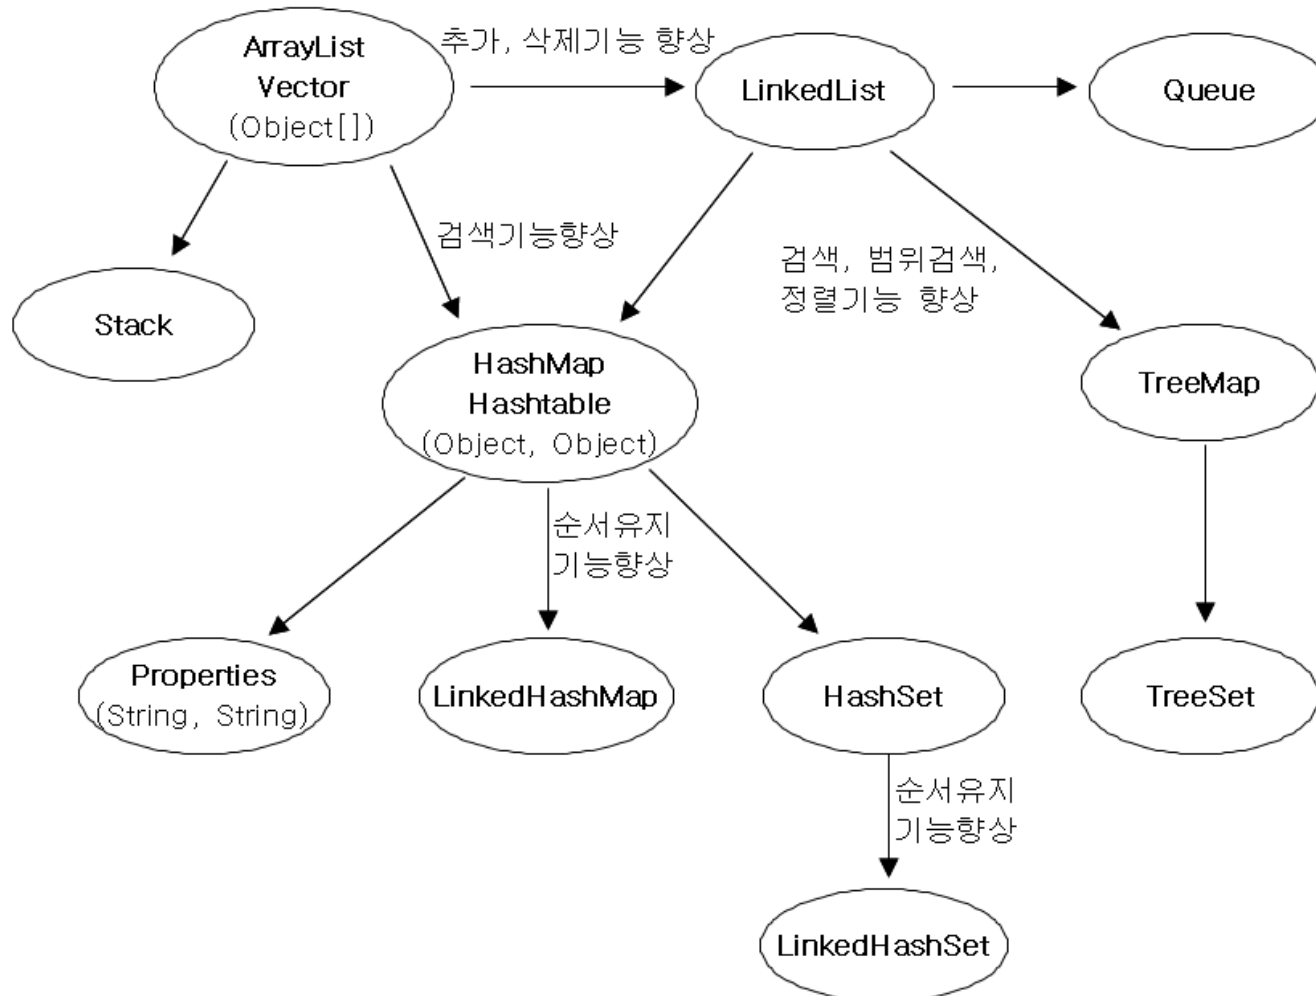 ArrayList
Vector
(Object[])
추가, 삭제기능 향상
LinkedList
Queue
검색기능향상
검색, 범위검색,
정렬기능 향상
Stack
HashMap
Hashtable
(Object, Object)
TreeMap
순서유지
기능향상
Properties
(String, String)
LinkedHashMap
HashSet
TreeSet
순서유지
기능향상
LinkedHashSet